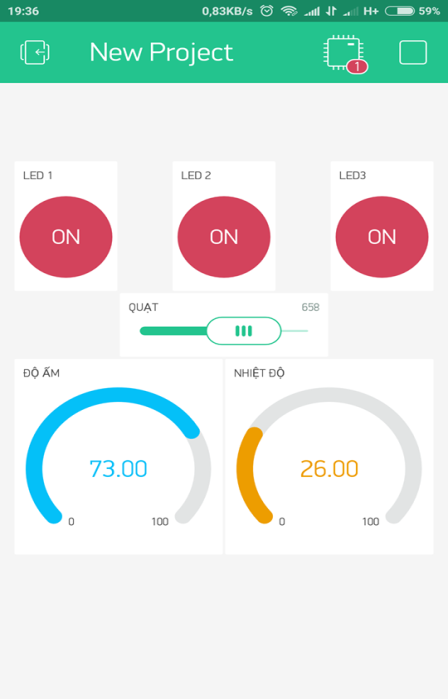 19:36 0,83KB/s H+ 59%
New Project
1
LED 1 LED 2 LED3
ON ON ON
QUẠT 658
ĐỘ ẨM NHIỆT ĐỘ
73.00 26.00
0 100 0 100